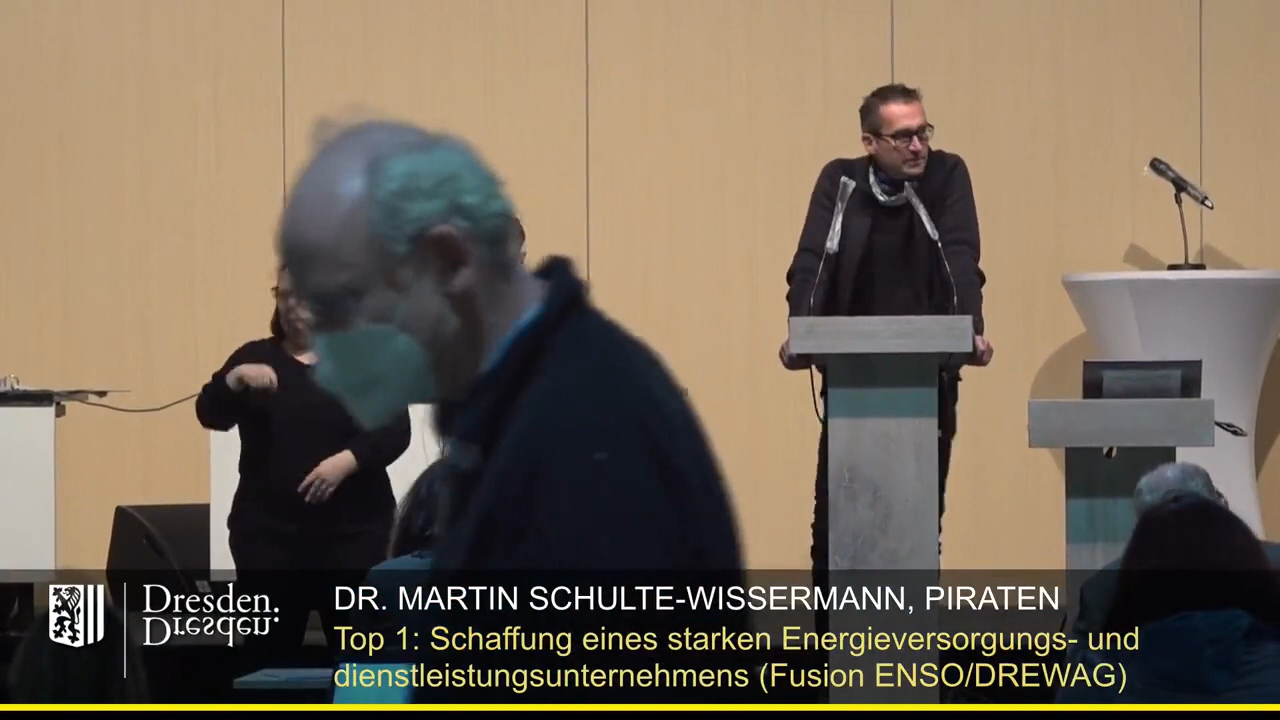 Dresden.
Dresden.
DR. MARTIN SCHULTE-WISSERMANN, PIRATEN
Top 1: Schaffung eines starken Energieversorgungs- und
dienstleistungsunternehmens (Fusion ENSO/DREWAG)